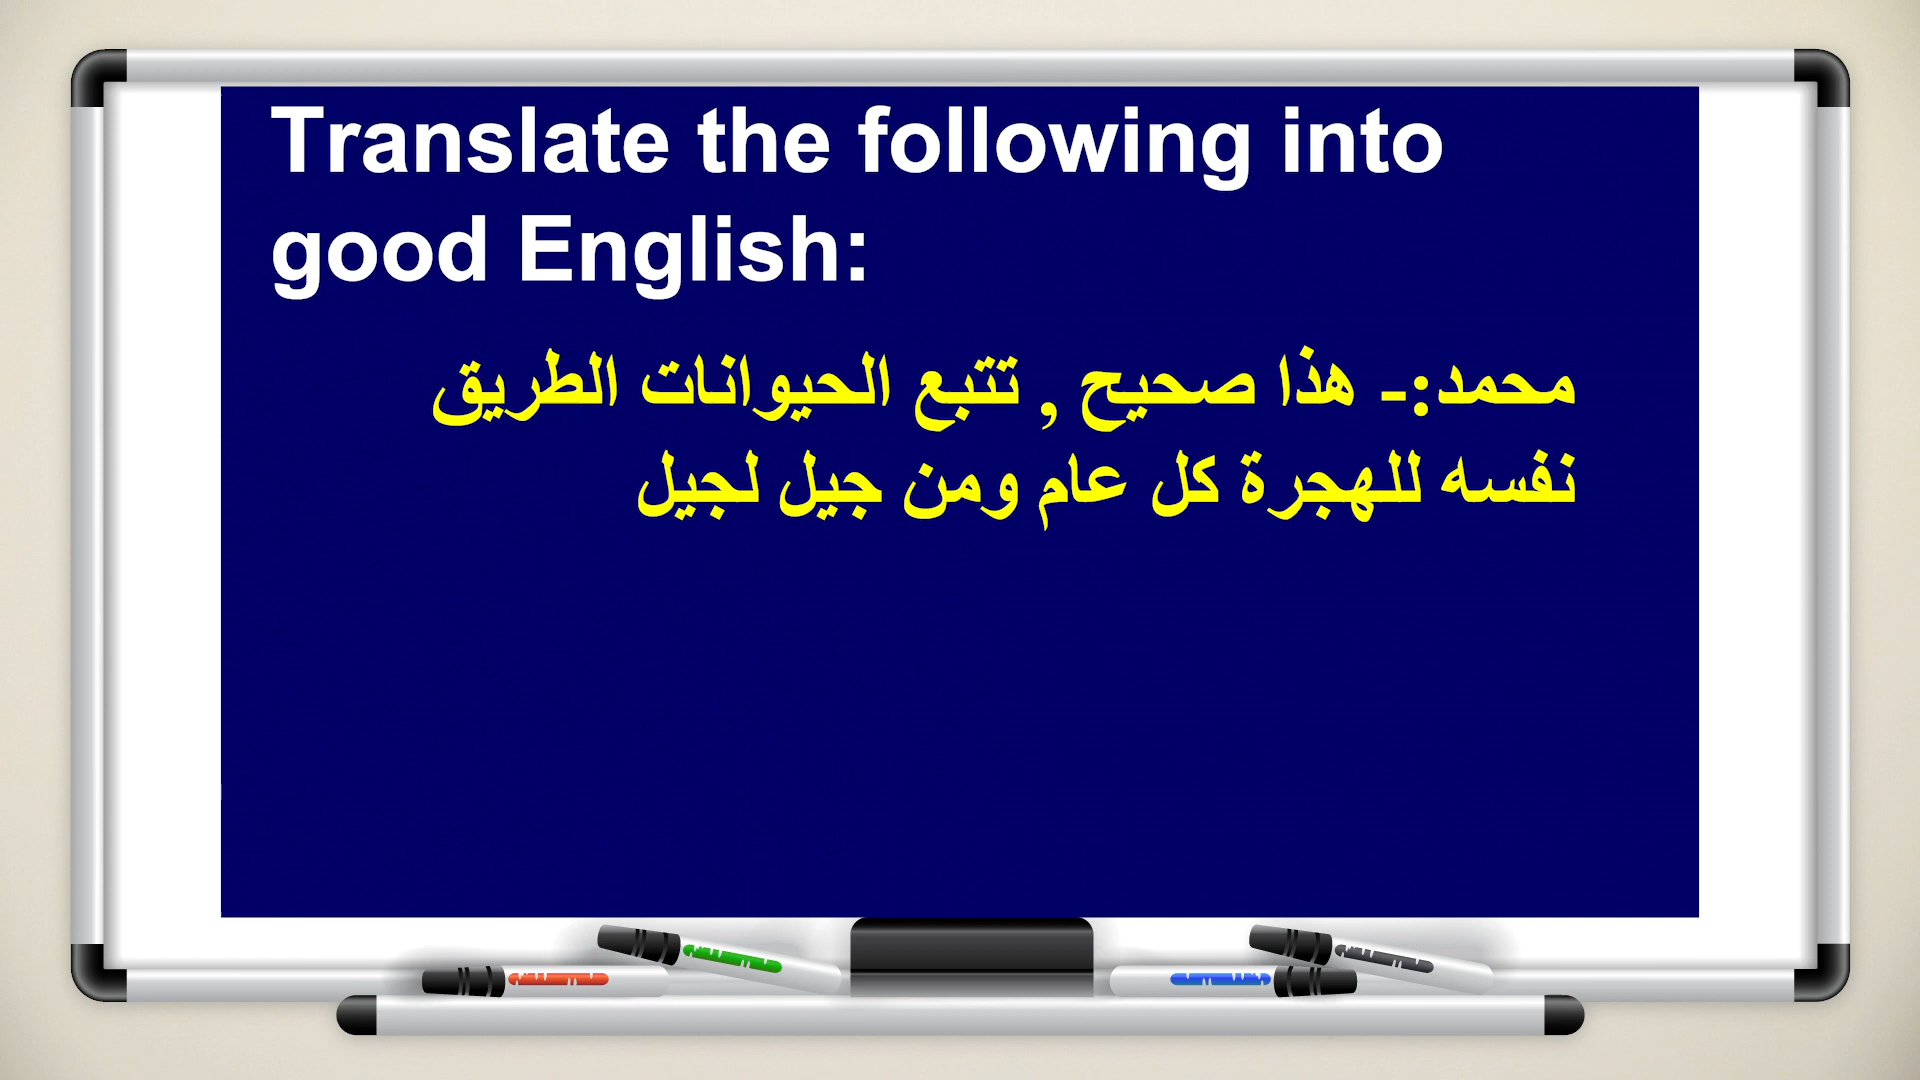 Translate the following into
good English:
محمد:- هذا صحيح , تتبع الحيوانات الطريق
نفسه للهجرة كل عام ومن جيل لجيل